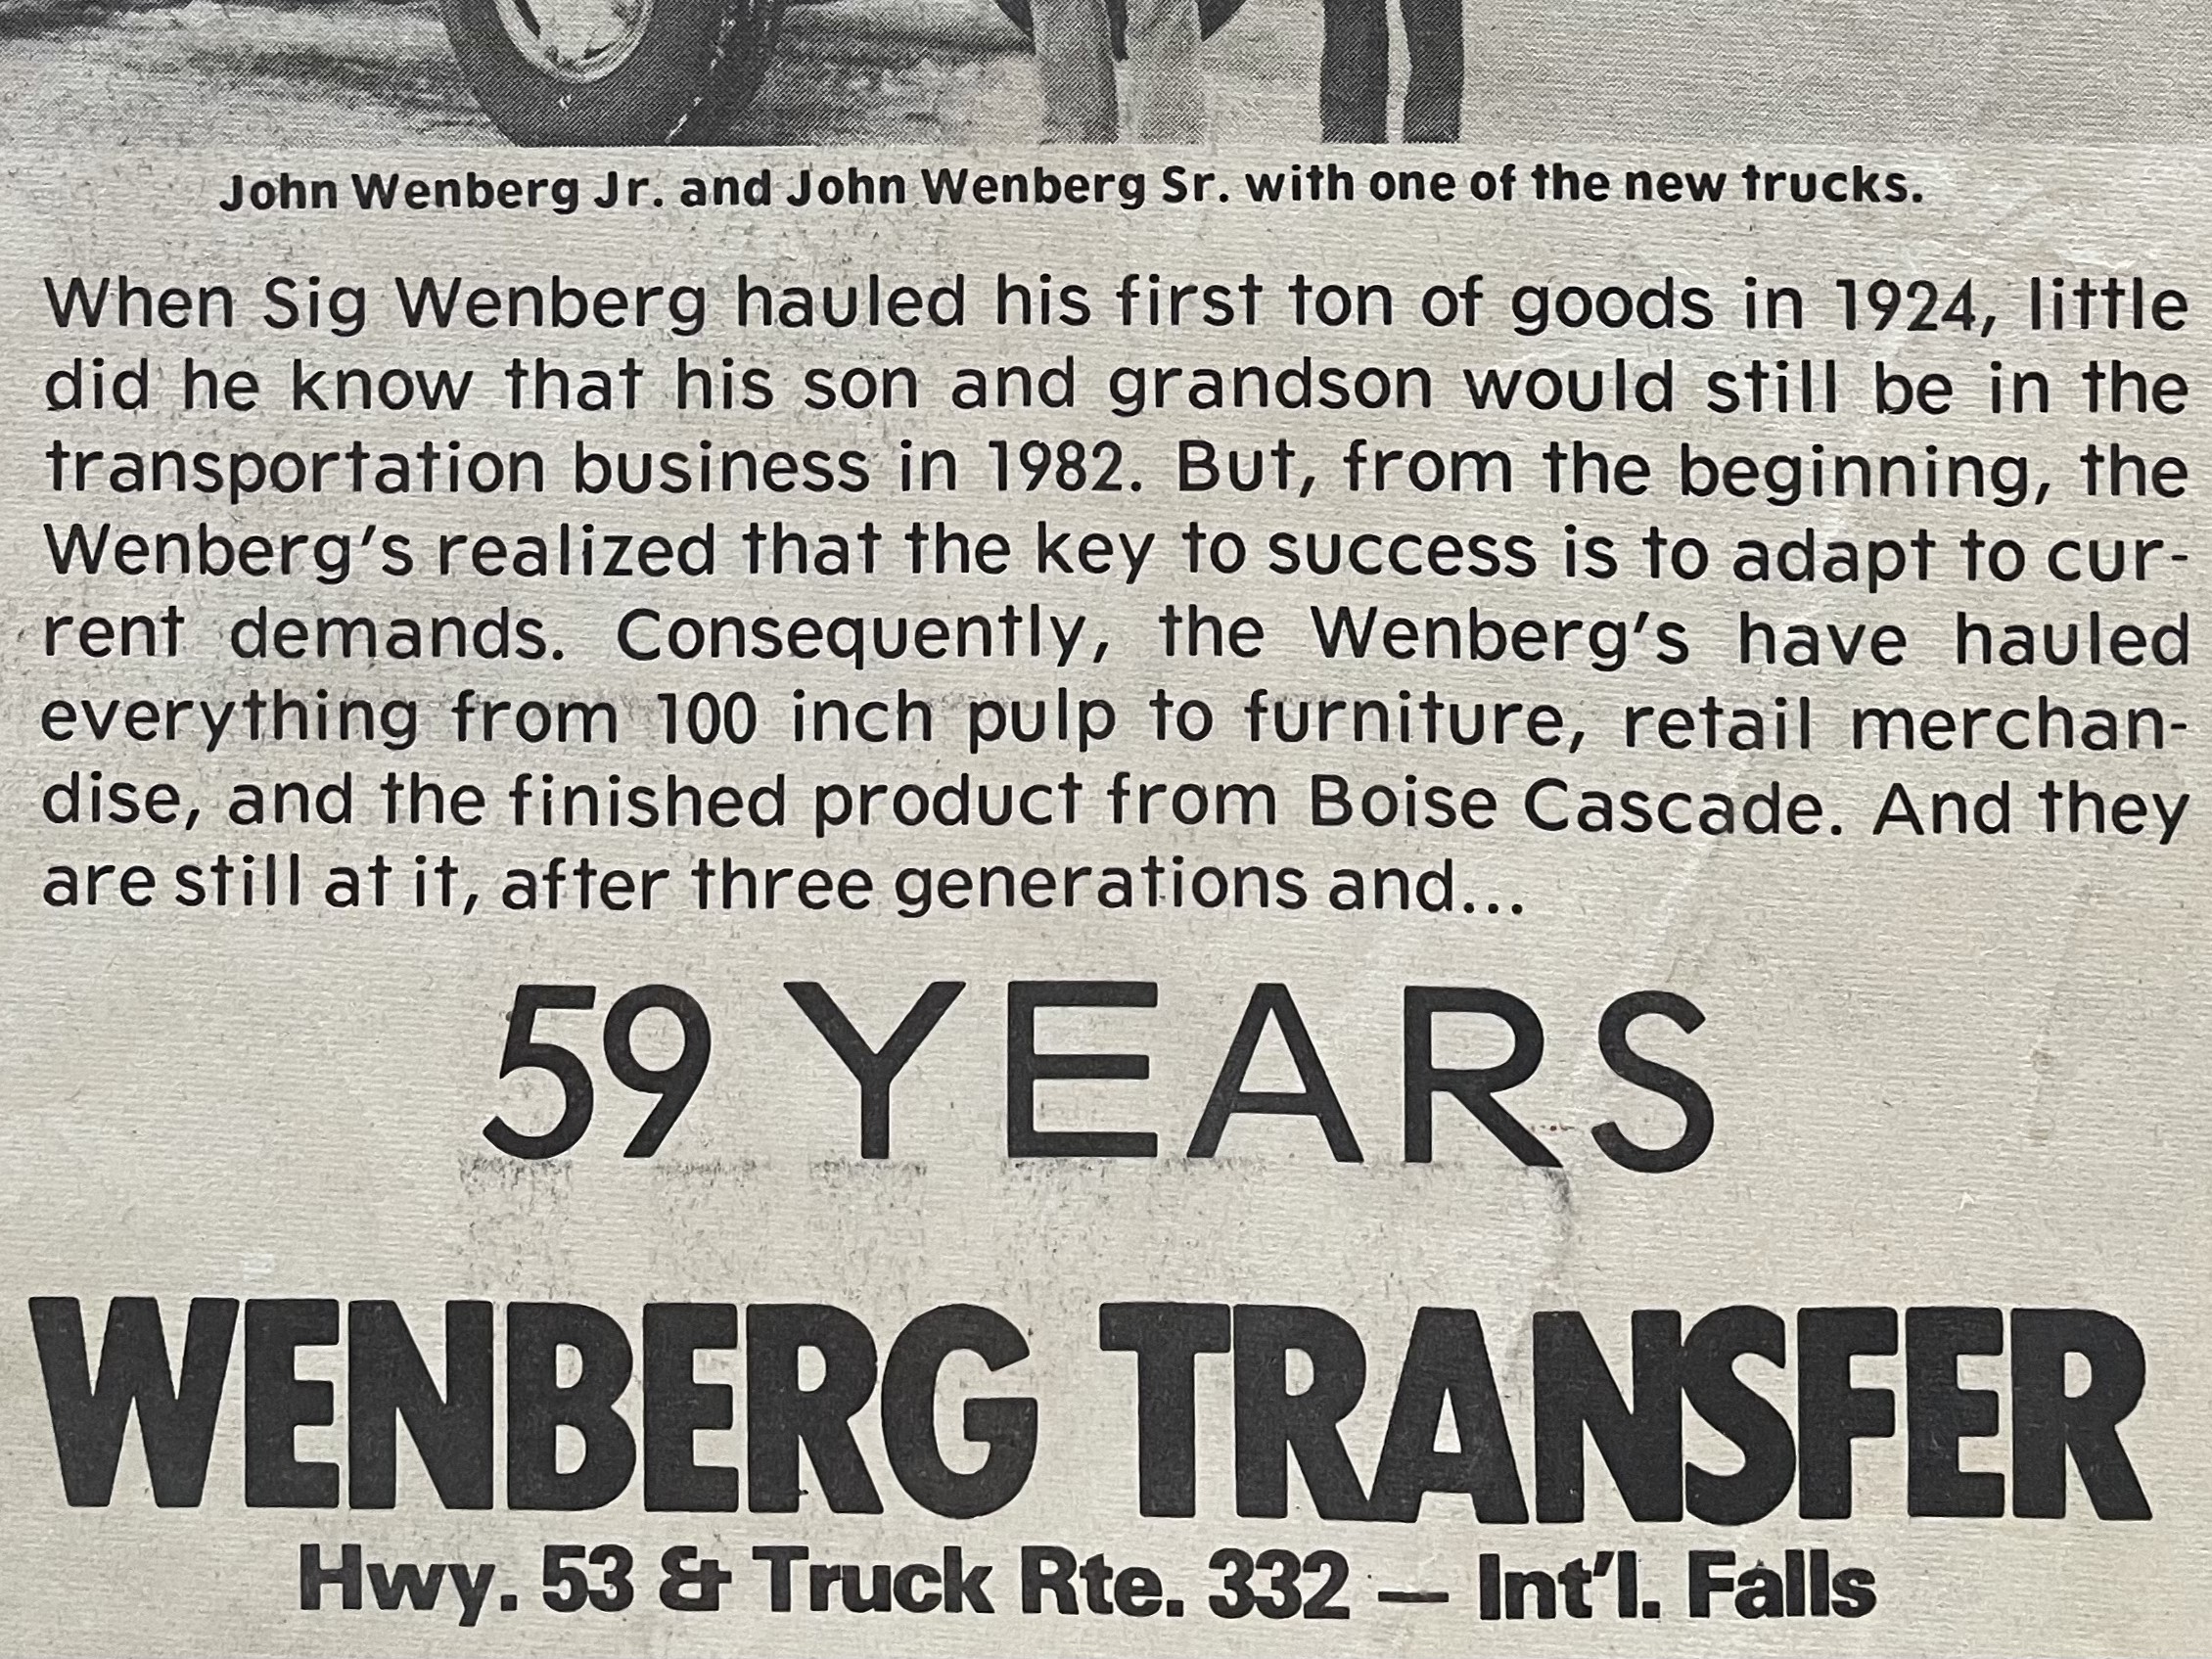 John Wenberg Jr. and John Wenberg Sr. with one of the new trucks.
When Sig Wenberg hauled his first ton of goods in 1924, little
did he know that his son and grandson would still be in the
transportation business in 1982. But, from the beginning, the
Wenberg's realized that the key to success is to adapt to cur-
rent demands. Consequently, the Wenberg's have hauled
everything from 100 inch pulp to furniture, retail merchan-
dise, and the finished product from Boise Cascade. And they
are still at it, after three generations and...
59 YEARS
WENBERG TRANSFER
Hwy. 53 & Truck Rte. 332 — Int'l. Falls